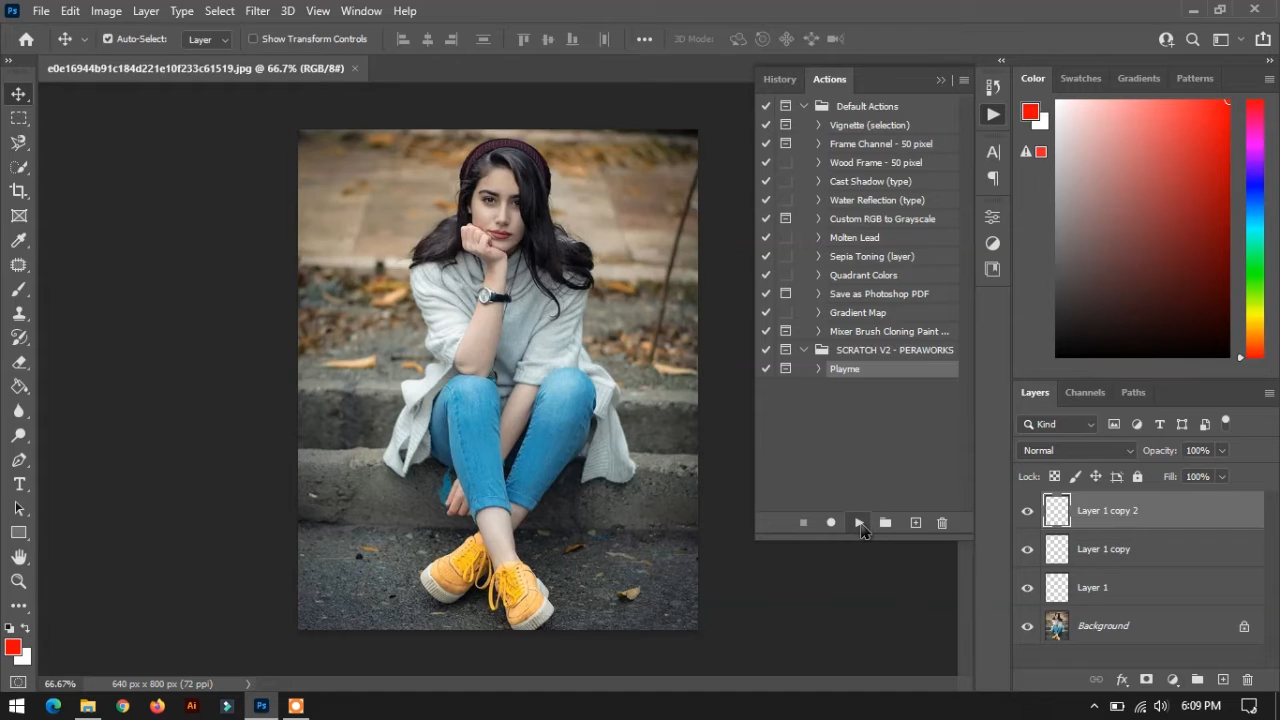 Ps File Edit Image Layer Type Select Filter 3D View Window Help
Auto-Select: Layer Show Transform Controls 3D Mode:
e0e16944b91c184d221e10f233c61519.jpg @ 66.7% (RGB/8#)
History Actions
Default Actions
Vignette (selection)
Frame Channel - 50 pixel
Wood Frame - 50 pixel
Cast Shadow (type)
Water Reflection (type)
Custom RGB to Grayscale
Molten Lead
Sepia Toning (layer)
Quadrant Colors
Save as Photoshop PDF
Gradient Map
Mixer Brush Cloning Paint ...
SCRATCH V2 - PERAWORKS
Playme
Color Swatches Gradients Patterns
Layers Channels Paths
Kind
Normal Opacity: 100%
Lock: Fill: 100%
Layer 1 copy 2
Layer 1 copy
Layer 1
Background
66.67% 640 px x 800 px (72 ppi)
Ai Ps 6:09 PM